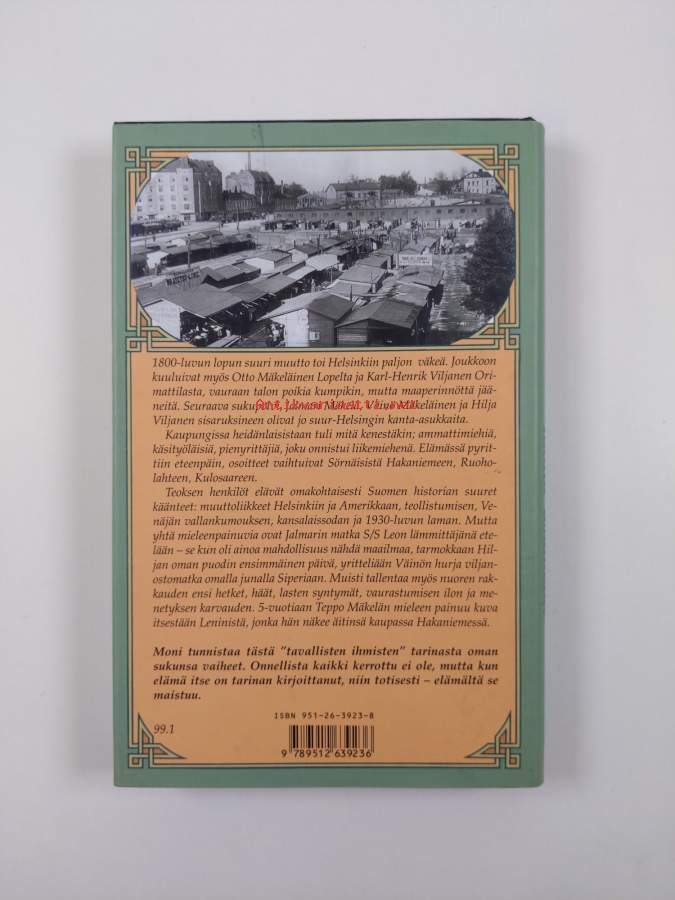 1800-luvun lopun suuri muutto toi Helsinkiin paljon väkeä. Joukkoon
kuuluivat myös Otto Mäkeläinen Lopelta ja Karl-Henrik Viljanen Ori-
mattilasta, vauraan talon poikia kumpikin, mutta maaperinnöttä jää-
neitä. Seuraava sukupolvi, Jalmari Mäkelä, Väinö Mäkeläinen ja Hilja
Viljanen sisaruksineen olivat jo suur-Helsingin kanta-asukkaita.
Kaupungissa heidänlaisistaan tuli mitä kenestäkin; ammattimiehiä,
käsityöläisiä, pienyrittäjiä, joku onnistui liikemiehenä. Elämässä pyrit-
tiin eteenpäin, osoitteet vaihtuivat Sörnäisistä Hakaniemeen, Ruoho-
lahteen, Kulosaareen.
Teoksen henkilöt elävät omakohtaisesti Suomen historian suuret
käänteet: muuttoliikkeet Helsinkiin ja Amerikkaan, teollistumisen, Ve-
näjän vallankumouksen, kansalaissodan ja 1930-luvun laman. Mutta
yhtä mieleenpainuvia ovat Jalmarin matka S/S Leon lämmittäjänä ete-
lään – se kun oli ainoa mahdollisuus nähdä maailmaa, tarmokkaan Hil-
jan oman puodin ensimmäinen päivä, yritteliään Väinön hurja viljan-
ostomatka omalla junalla Siperiaan. Muisti tallentaa myös nuoren rak-
kauden ensi hetket, häät, lasten syntymät, vaurastumisen ilon ja me-
netyksen karvauden. 5-vuotiaan Teppo Mäkelän mieleen painuu kuva
itsestään Leninistä, jonka hän näkee äitinsä kaupassa Hakaniemessä.
Moni tunnistaa tästä "tavallisten ihmisten" tarinasta oman
sukunsa vaiheet. Onnellista kaikki kerrottu ei ole, mutta kun
elämä itse on tarinan kirjoittanut, niin totisesti – elämältä se
maistuu.
ISBN 951-26-3923-8
99.1
9 789512 639236